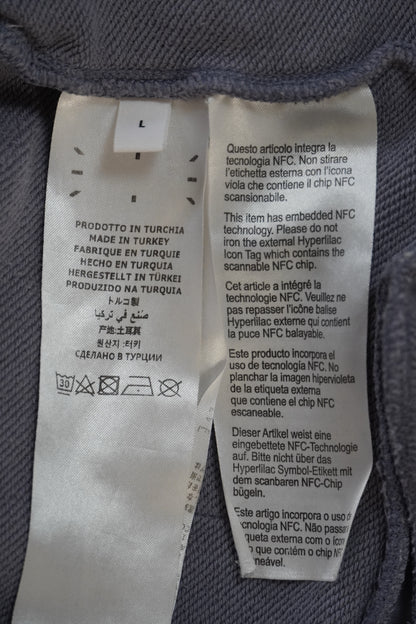 L
PRODOTTO IN TURCHIA
MADE IN TURKEY
FABRIQUE EN TURQUIE
HECHO EN TURQUIA
HERGESTELLT IN TÜRKEI
PRODUZIDO NA TURQUIA
トルコ製
صنع في تركيا
产地:土耳其
원산지: 터키
СДЕЛАНО В ТУРЦИИ
30
Questo articolo integra la
tecnologia NFC. Non stirare
l'etichetta esterna con l'icona
viola che contiene il chip NFC
scansionabile.
This item has embedded NFC
technology. Please do not
iron the external Hyperlilac
Icon Tag which contains the
scannable NFC chip.
Cet article a intégré la
technologie NFC. Veuillez ne
pas repasser l'icône balise
Hyperlilac externe qui contient
la puce NFC balayable.
Este producto incorpora el
uso de tecnología NFC. No
planchar la imagen hipervioleta
de la etiqueta externa
que contiene el chip NFC
escaneable.
Dieser Artikel weist eine
eingebettete NFC-Technologie
auf. Bitte nicht über das
Hyperlilac Symbol-Etikett mit
dem scanbaren NFC-Chip
bügeln.
Este artigo incorpora o uso d
cnologia NFC. Não passar
queta externa com o ícon
o que contém o chip NF
neável.